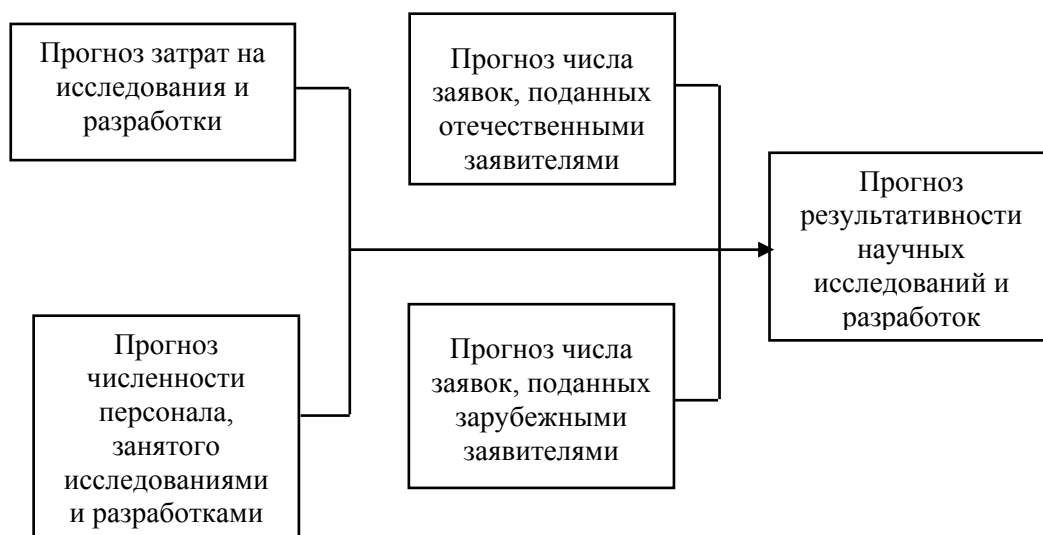 Прогноз затрат на
исследования и
разработки
Прогноз числа
заявок, поданных
отечественными
заявителями
Прогноз
результативности
научных
исследований и
разработок
Прогноз
численности
персонала,
занятого
исследованиями
и разработками
Прогноз числа
заявок, поданных
зарубежными
заявителями